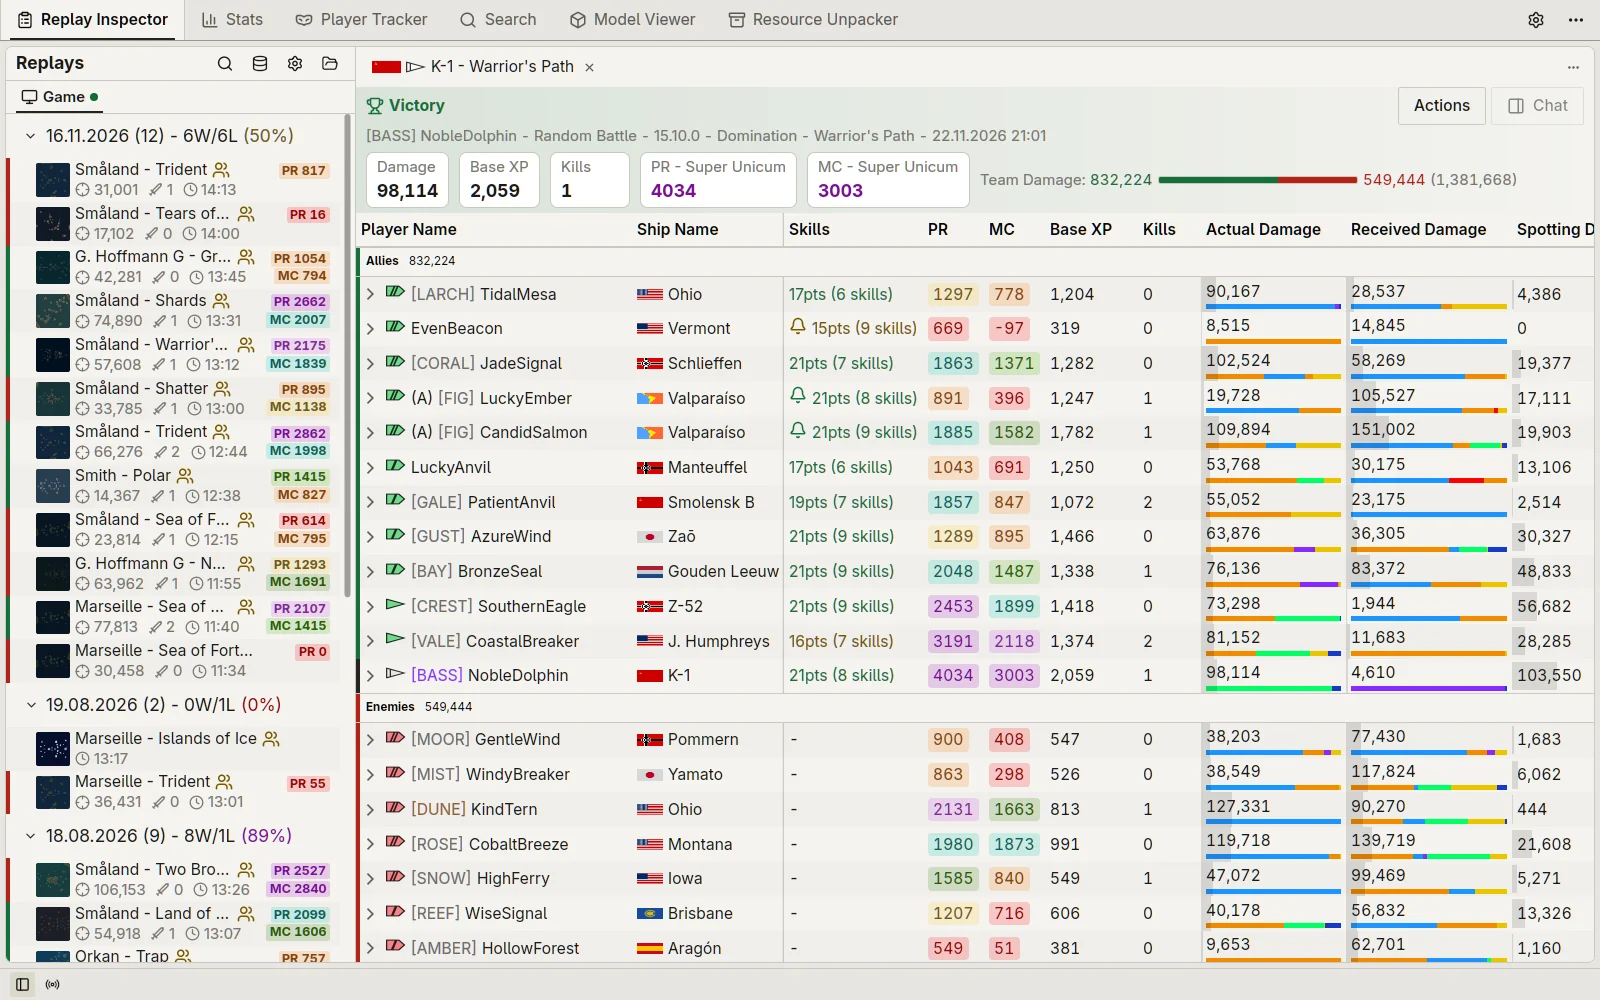 Replay Inspector
Stats
Player Tracker
Search
Model Viewer
Resource Unpacker
Replays
Game
16.11.2026 (12) - 6W/6L (50%)
Småland - Trident
PR 817
31,001 1 14:13
Småland - Tears of...
PR 16
17,102 0 14:00
G. Hoffmann G - Gr...
PR 1054
42,281 0 13:45
MC 794
Småland - Shards
PR 2662
74,890 1 13:31
MC 2007
Småland - Warrior'...
PR 2175
57,608 1 13:12
MC 1839
Småland - Shatter
PR 895
33,785 1 13:00
MC 1138
Småland - Trident
PR 2862
66,276 2 12:44
MC 1998
Smith - Polar
PR 1415
14,367 1 12:38
MC 827
Småland - Sea of F...
PR 614
23,814 1 12:15
MC 795
G. Hoffmann G - N...
PR 1293
63,962 1 11:55
MC 1691
Marseille - Sea of ...
PR 2107
77,813 2 11:40
MC 1415
Marseille - Sea of Fort...
PR 0
30,458 0 11:34
19.08.2026 (2) - 0W/1L (0%)
Marseille - Islands of Ice
13:17
Marseille - Trident
PR 55
36,431 0 13:01
18.08.2026 (9) - 8W/1L (89%)
Småland - Two Bro...
PR 2527
106,153 0 13:26
MC 2840
Småland - Land of ...
PR 2099
54,918 1 13:07
MC 1606
Orkan - Trap
PR 757
K-1 - Warrior's Path
Victory
Actions
Chat
[BASS] NobleDolphin - Random Battle - 15.10.0 - Domination - Warrior's Path - 22.11.2026 21:01
Damage
98,114
Base XP
2,059
Kills
1
PR - Super Unicum
4034
MC - Super Unicum
3003
Team Damage: 832,224 549,444 (1,381,668)
Player Name Ship Name Skills PR MC Base XP Kills Actual Damage Received Damage Spotting D
Allies 832,224
[LARCH] TidalMesa Ohio 17pts (6 skills) 1297 778 1,204 0 90,167 28,537 4,386
EvenBeacon Vermont 15pts (9 skills) 669 -97 319 0 8,515 14,845 0
[CORAL] JadeSignal Schlieffen 21pts (7 skills) 1863 1371 1,282 0 102,524 58,269 19,377
(A) [FIG] LuckyEmber Valparaíso 21pts (8 skills) 891 396 1,247 1 19,728 105,527 17,111
(A) [FIG] CandidSalmon Valparaíso 21pts (9 skills) 1885 1582 1,782 1 109,894 151,002 19,903
LuckyAnvil Manteuffel 17pts (6 skills) 1043 691 1,250 0 53,768 30,175 13,106
[GALE] PatientAnvil Smolensk B 19pts (7 skills) 1857 847 1,072 2 55,052 23,175 2,514
[GUST] AzureWind Zaō 21pts (9 skills) 1289 895 1,466 0 63,876 36,305 30,327
[BAY] BronzeSeal Gouden Leeuw 21pts (9 skills) 2048 1487 1,338 1 76,136 83,372 48,833
[CREST] SouthernEagle Z-52 21pts (9 skills) 2453 1899 1,418 0 73,298 1,944 56,682
[VALE] CoastalBreaker J. Humphreys 16pts (7 skills) 3191 2118 1,374 2 81,152 11,683 28,285
[BASS] NobleDolphin K-1 21pts (8 skills) 4034 3003 2,059 1 98,114 4,610 103,550
Enemies 549,444
[MOOR] GentleWind Pommern - 900 408 547 0 38,203 77,430 1,683
[MIST] WindyBreaker Yamato - 863 298 526 0 38,549 117,824 6,062
[DUNE] KindTern Ohio - 2131 1663 813 1 127,331 90,270 444
[ROSE] CobaltBreeze Montana - 1980 1873 991 0 119,718 139,719 21,608
[SNOW] HighFerry Iowa - 1585 840 549 1 47,072 99,469 5,271
[REEF] WiseSignal Brisbane - 1207 716 606 0 40,178 56,832 13,326
[AMBER] HollowForest Aragón - 549 51 381 0 9,653 62,701 1,160